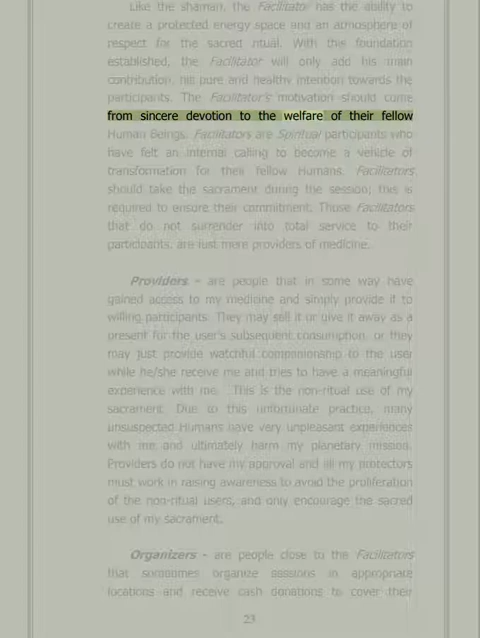 Like the shaman, the Facilitator has the ability to
create a protected energy space and an atmosphere of
respect for the sacred ritual. With this foundation
established, the Facilitator will only add his main
contribution, his pure and healthy intention towards the
participants. The Facilitator's motivation should come
from sincere devotion to the welfare of their fellow
Human Beings. Facilitators are Spiritual participants who
have felt an internal calling to become a vehicle of
transformation for their fellow Humans. Facilitators
should take the sacrament during the session; this is
required to ensure their commitment. Those Facilitators
that do not surrender into total service to their
participants, are just mere providers of medicine.
Providers - are people that in some way have
gained access to my medicine and simply provide it to
willing participants. They may sell it or give it away as a
present for the user's subsequent consumption, or they
may just provide watchful companionship to the user
while he/she receive me and tries to have a meaningful
experience with me. This is the non-ritual use of my
sacrament. Due to this unfortunate practice, many
unsuspected Humans have very unpleasant experiences
with me and ultimately harm my planetary mission.
Providers do not have my approval and all my protectors
must work in raising awareness to avoid the proliferation
of the non-ritual users, and only encourage the sacred
use of my sacrament.
Organizers - are people close to the Facilitators
that sometimes organize sessions in appropriate
locations and receive cash donations to cover their
23